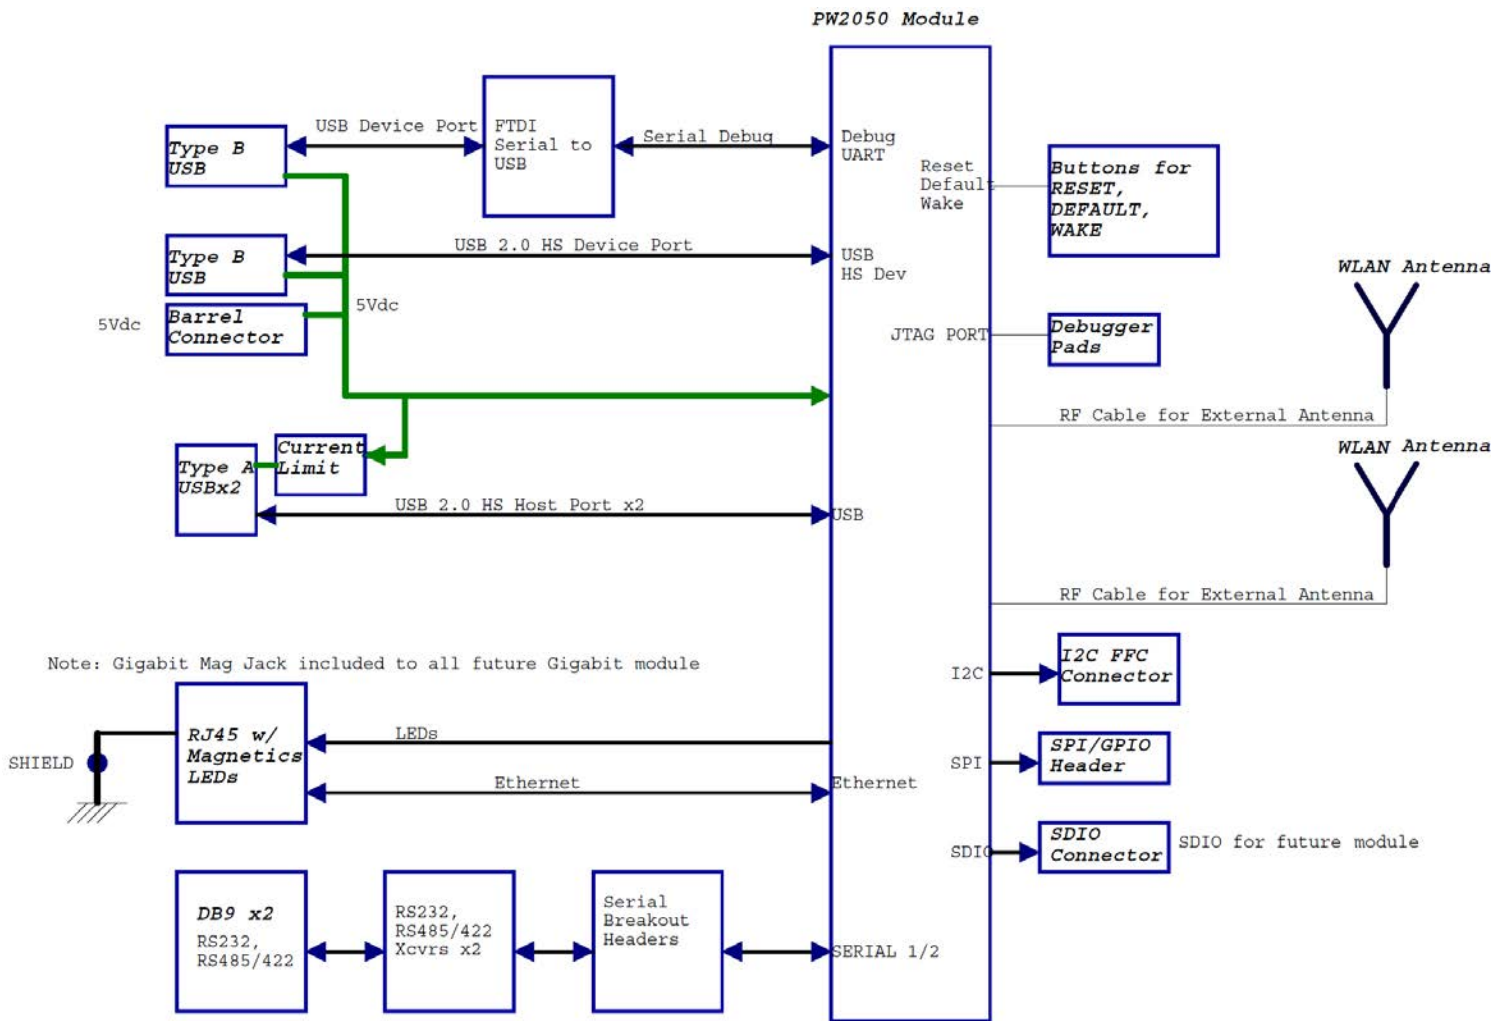 PW2050 Module
Type B
USB
USB Device Port
FTDI
Serial to
USB
Serial Debug
Debug
UART
Reset
Default
Wake
Buttons for
RESET,
DEFAULT,
WAKE
Type B
USB
USB 2.0 HS Device Port
USB
HS Dev
WLAN Antenna
5Vdc
Barrel
Connector
5Vdc
JTAG PORT
Debugger
Pads
RF Cable for External Antenna
Type A
USBx2
Current
Limit
WLAN Antenna
USB 2.0 HS Host Port x2
USB
RF Cable for External Antenna
Note: Gigabit Mag Jack included to all future Gigabit module
I2C
I2C FFC
Connector
SHIELD
RJ45 w/
Magnetics
LEDs
LEDs
Ethernet
Ethernet
SPI
SPI/GPIO
Header
SDIO
SDIO
Connector
SDIO for future module
DB9 x2
RS232,
RS485/422
RS232,
RS485/422
Xcvrs x2
Serial
Breakout
Headers
SERIAL 1/2